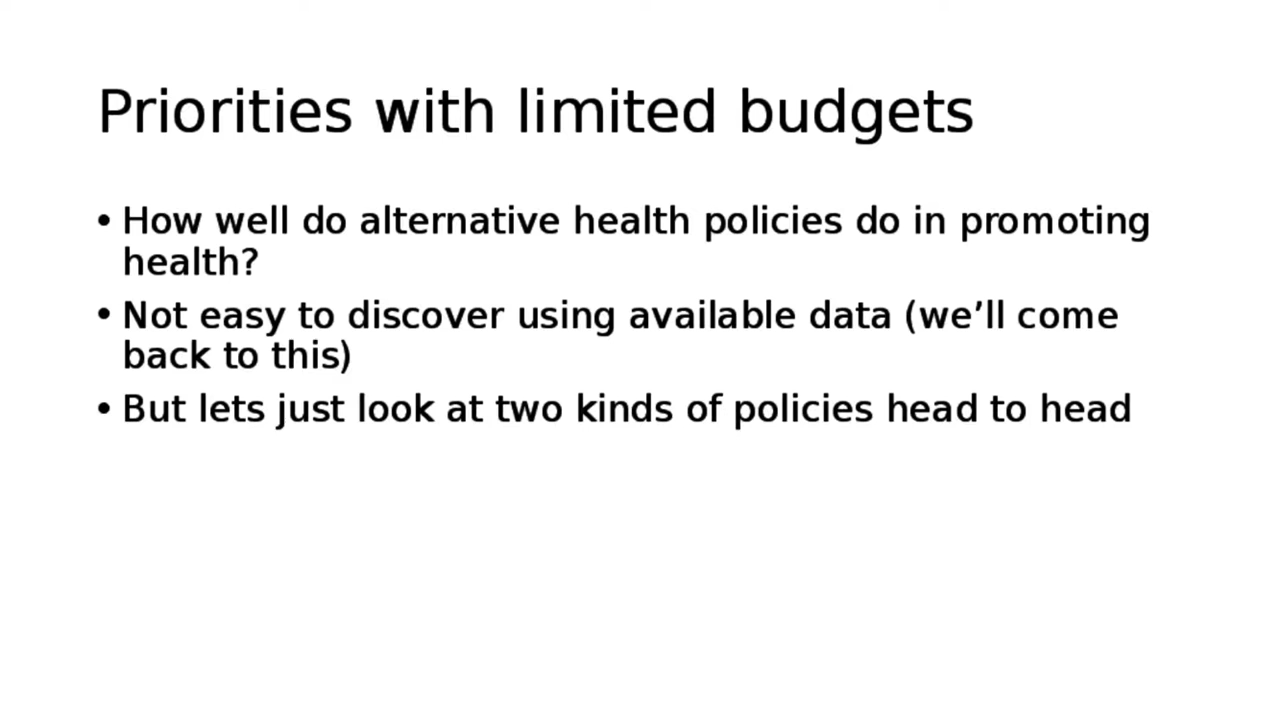 Priorities with limited budgets
• How well do alternative health policies do in promoting
health?
• Not easy to discover using available data (we’ll come
back to this)
• But lets just look at two kinds of policies head to head